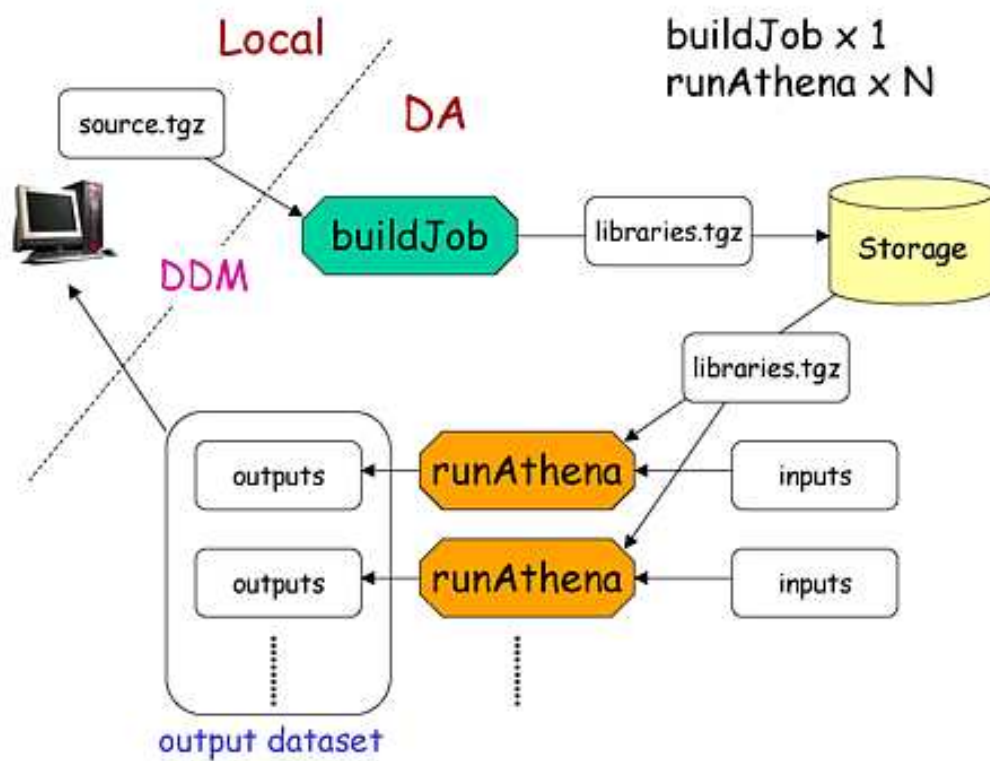 Local
buildJob x 1
runAthena x N
source.tgz
DA
buildJob
libraries.tgz
Storage
DDM
libraries.tgz
outputs
runAthena
inputs
outputs
runAthena
inputs
output dataset